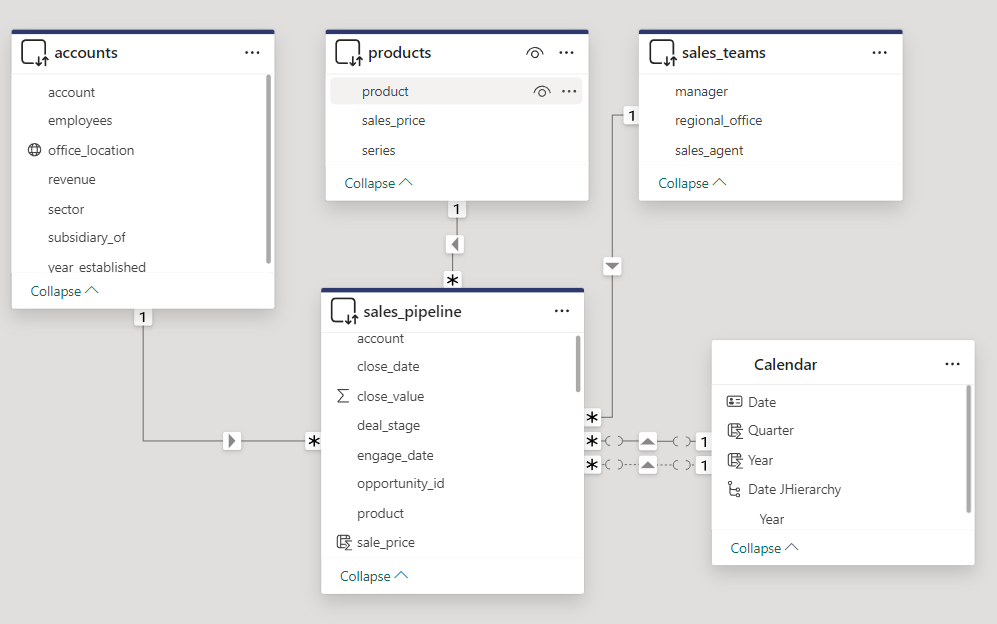 accounts
account
employees
office_location
revenue
sector
subsidiary_of
year_established
Collapse
1
products
product
sales_price
series
Collapse
1
*
sales_teams
manager
regional_office
sales_agent
Collapse
1
sales_pipeline
account
close_date
close_value
deal_stage
engage_date
opportunity_id
product
sale_price
Collapse
*
*
*
*
1
1
Calendar
Date
Quarter
Year
Date JHierarchy
Year
Collapse